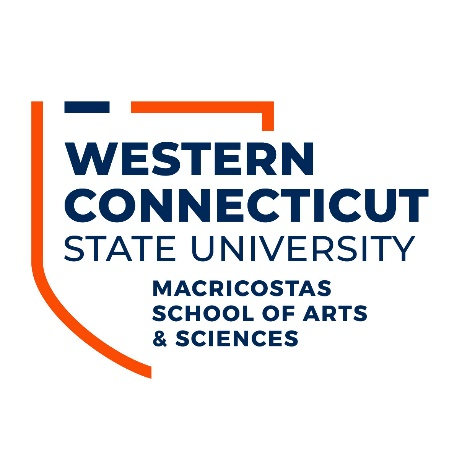 WESTERN
CONNECTICUT
STATE UNIVERSITY
MACRICOSTAS
SCHOOL OF ARTS
& SCIENCES